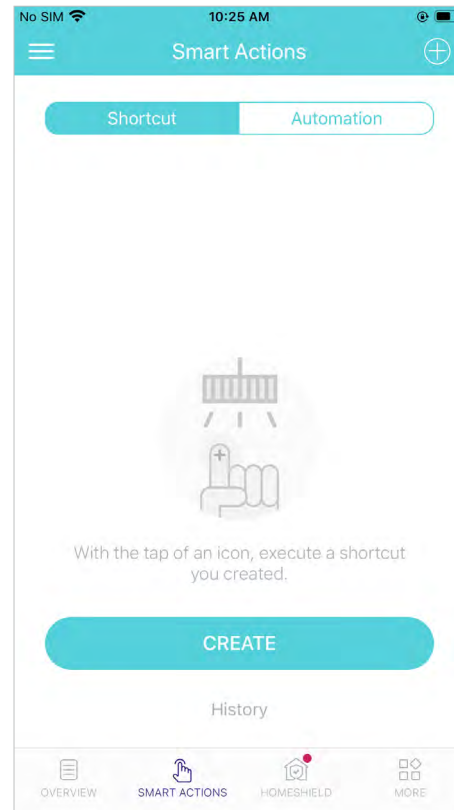 No SIM 10:25 AM
Smart Actions
Shortcut Automation
With the tap of an icon, execute a shortcut
you created.
CREATE
History
OVERVIEW SMART ACTIONS HOMESHIELD MORE